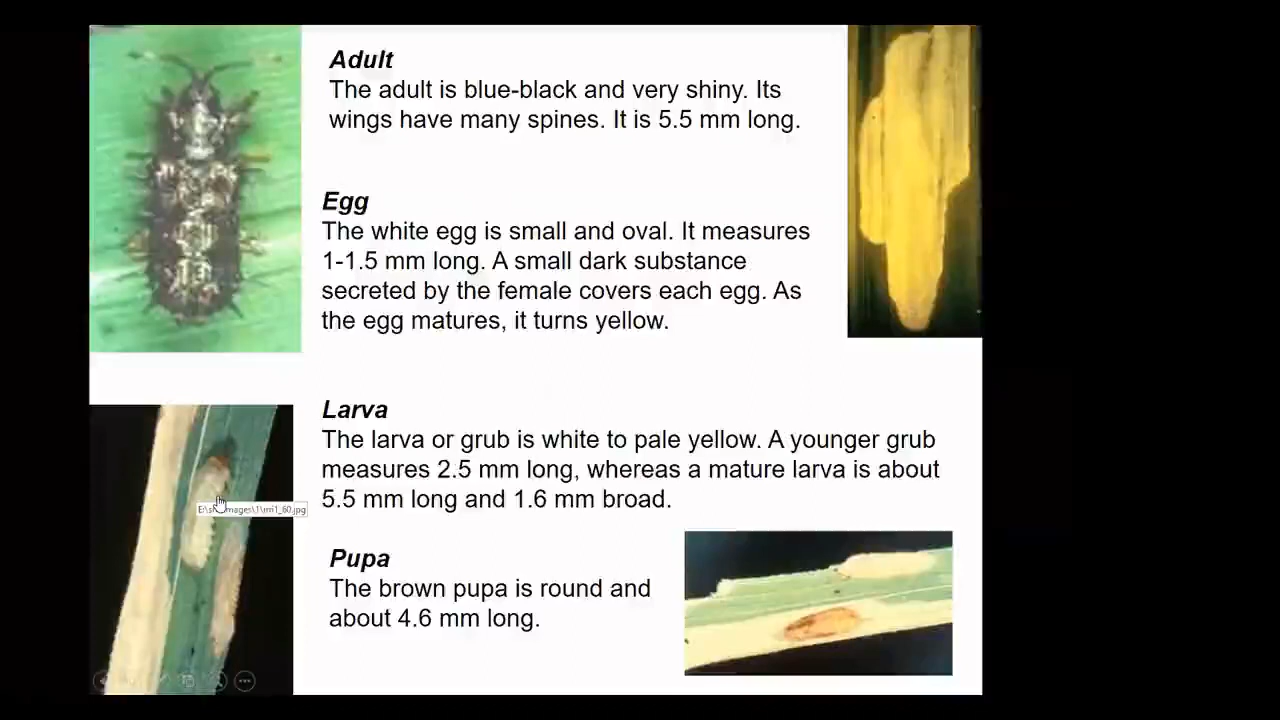 Adult
The adult is blue-black and very shiny. Its
wings have many spines. It is 5.5 mm long.
Egg
The white egg is small and oval. It measures
1-1.5 mm long. A small dark substance
secreted by the female covers each egg. As
the egg matures, it turns yellow.
Larva
The larva or grub is white to pale yellow. A younger grub
measures 2.5 mm long, whereas a mature larva is about
5.5 mm long and 1.6 mm broad.
Pupa
The brown pupa is round and
about 4.6 mm long.